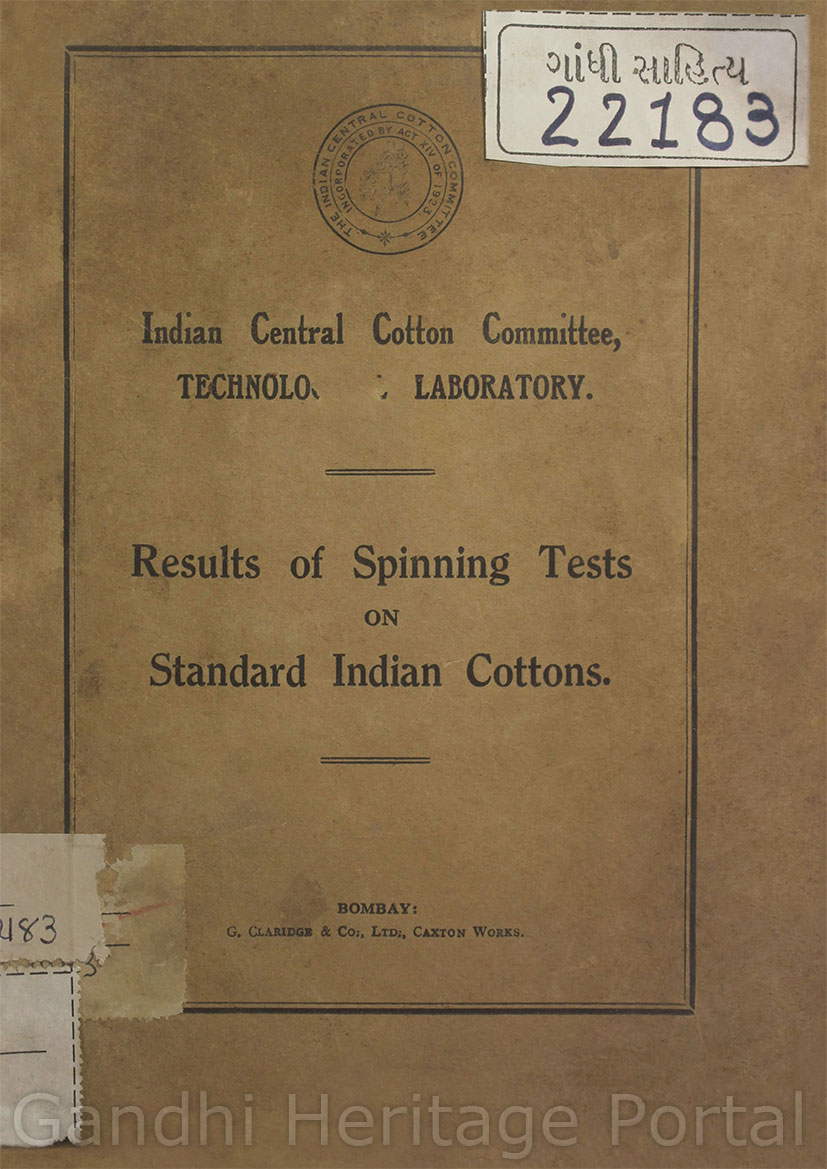 ગાંધી સાહિત્ય
22183
THE INDIAN CENTRAL COTTON COMMITTEE
INCORPORATED BY ACT XIV OF 1923
Indian Central Cotton Committee,
LABORATORY.
Results of Spinning Tests
ON
Standard Indian Cottons.
BOMBAY:
G. CLARIDGE & CO., LTD., CAXTON WORKS.
183
Gandhi Heritage Portal